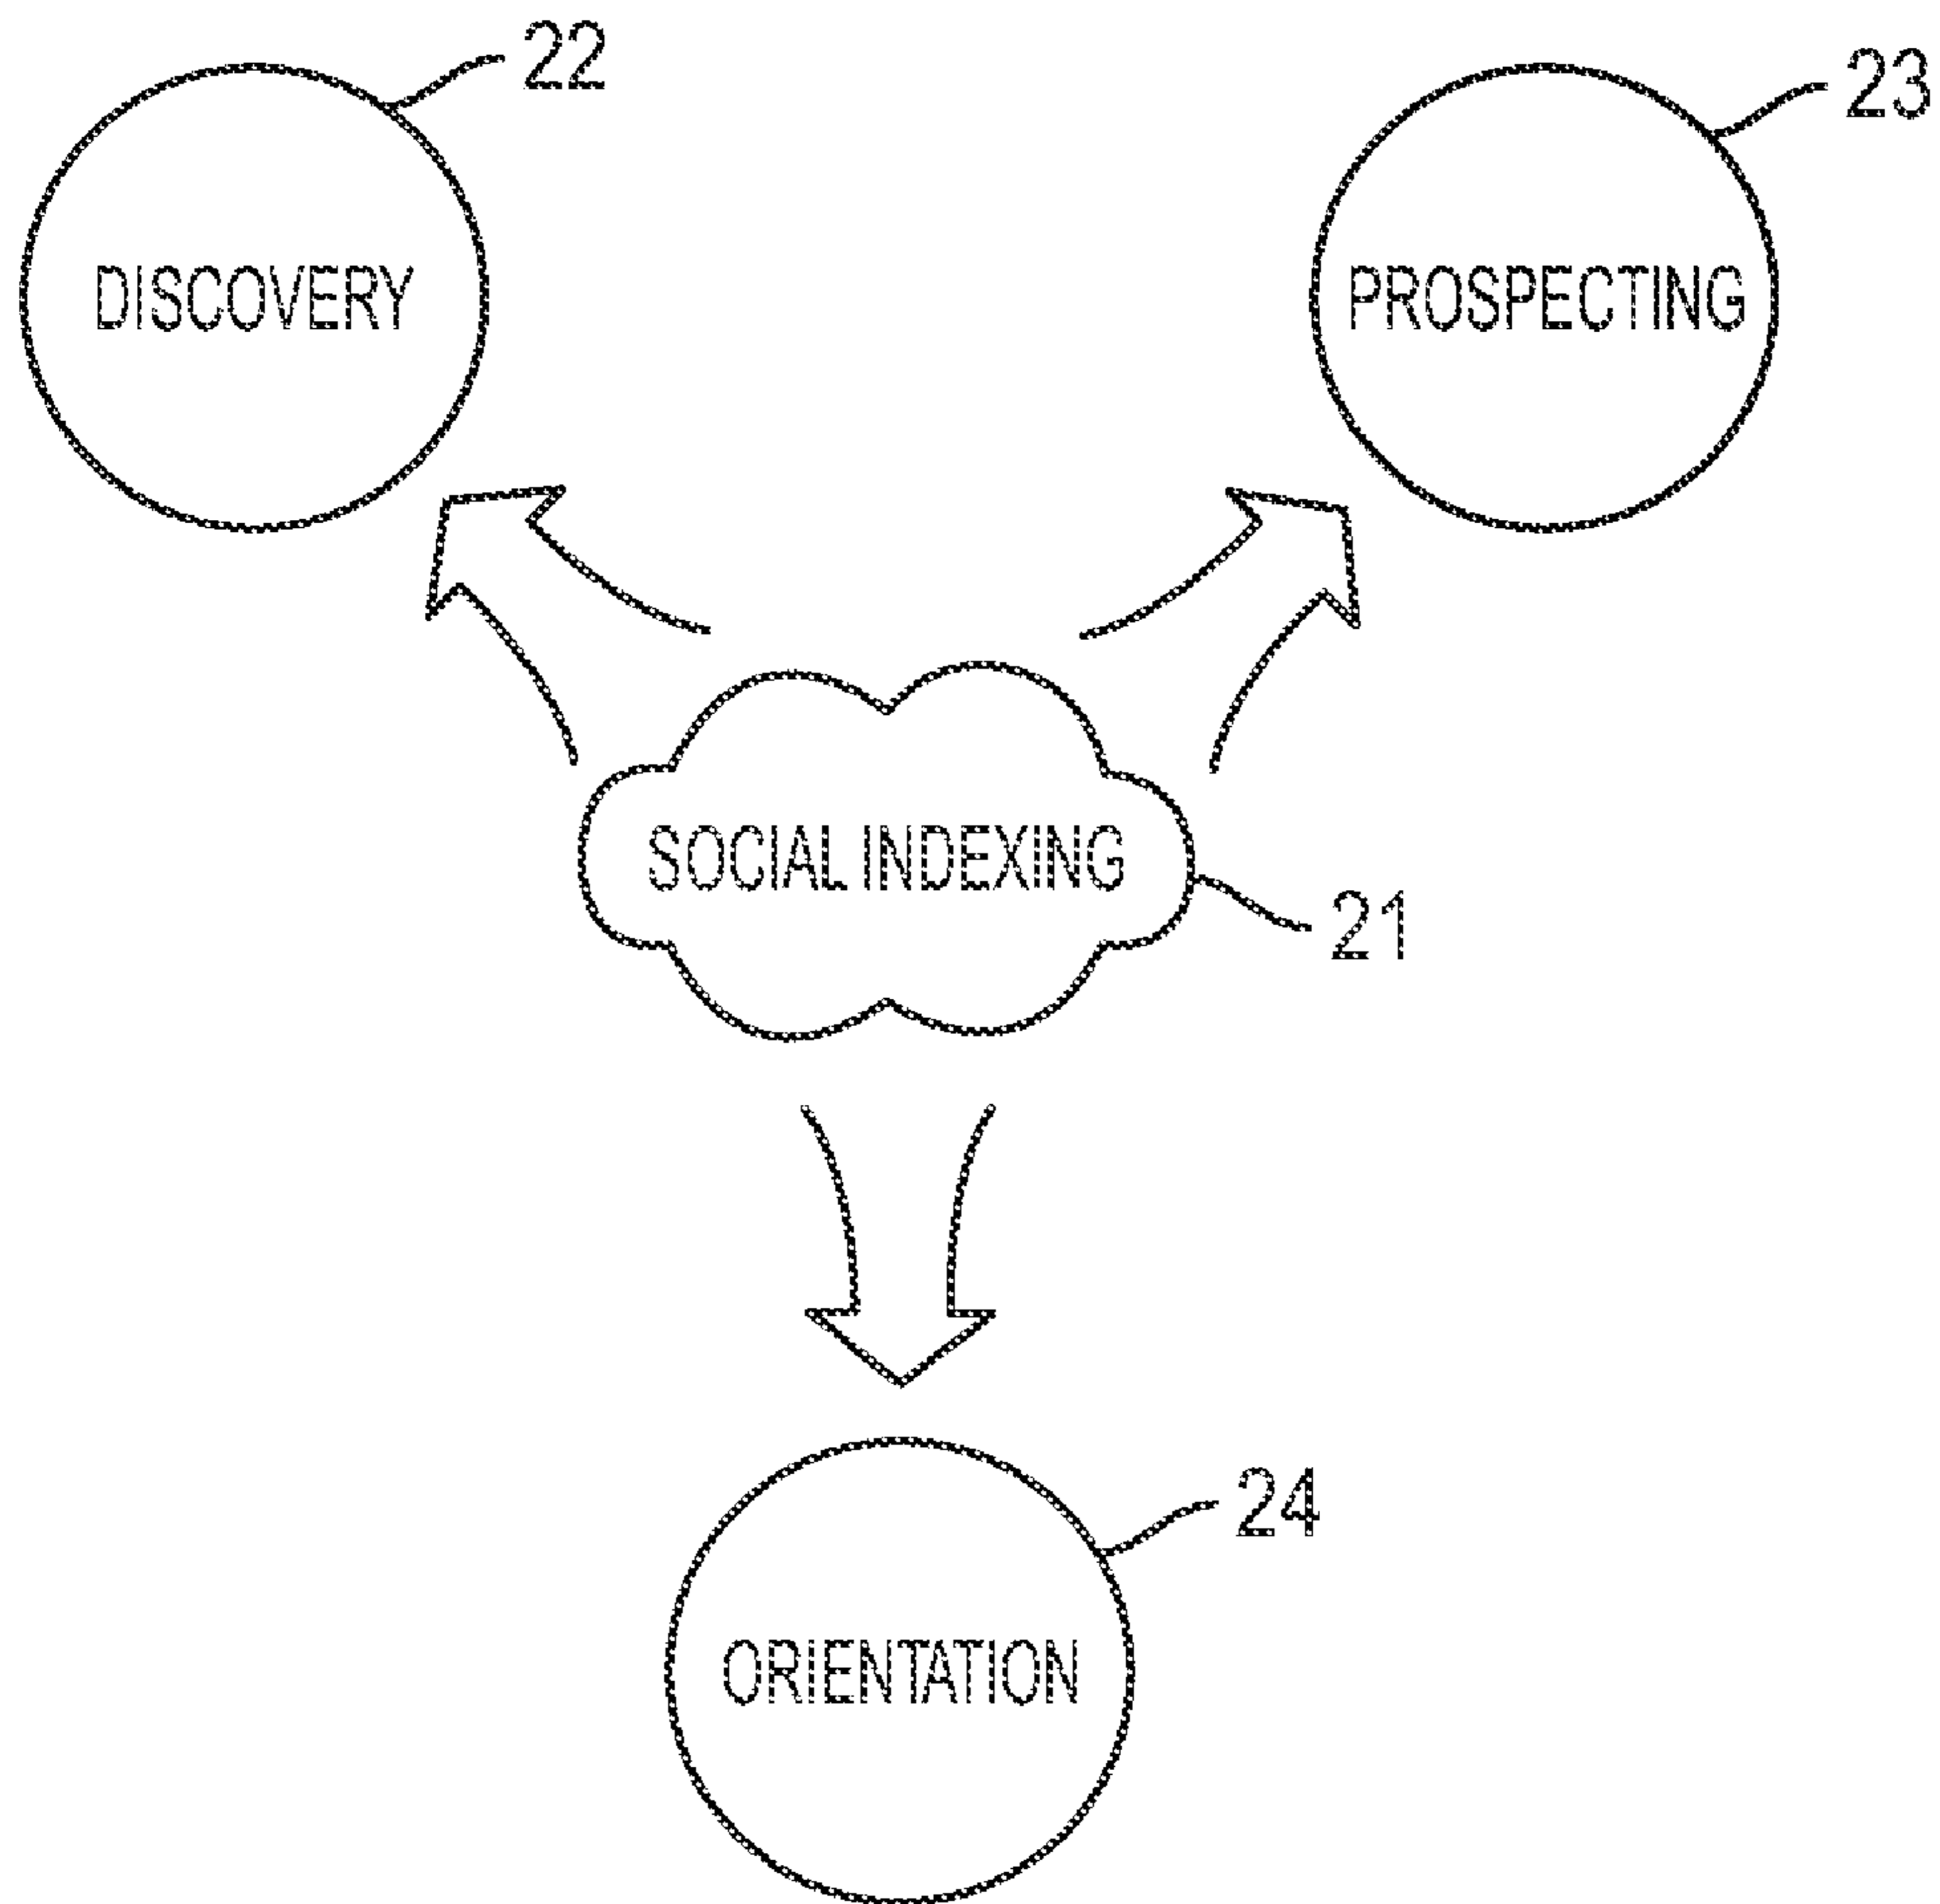 22
23
DISCOVERY
PROSPECTING
SOCIAL INDEXING
21
24
ORIENTATION